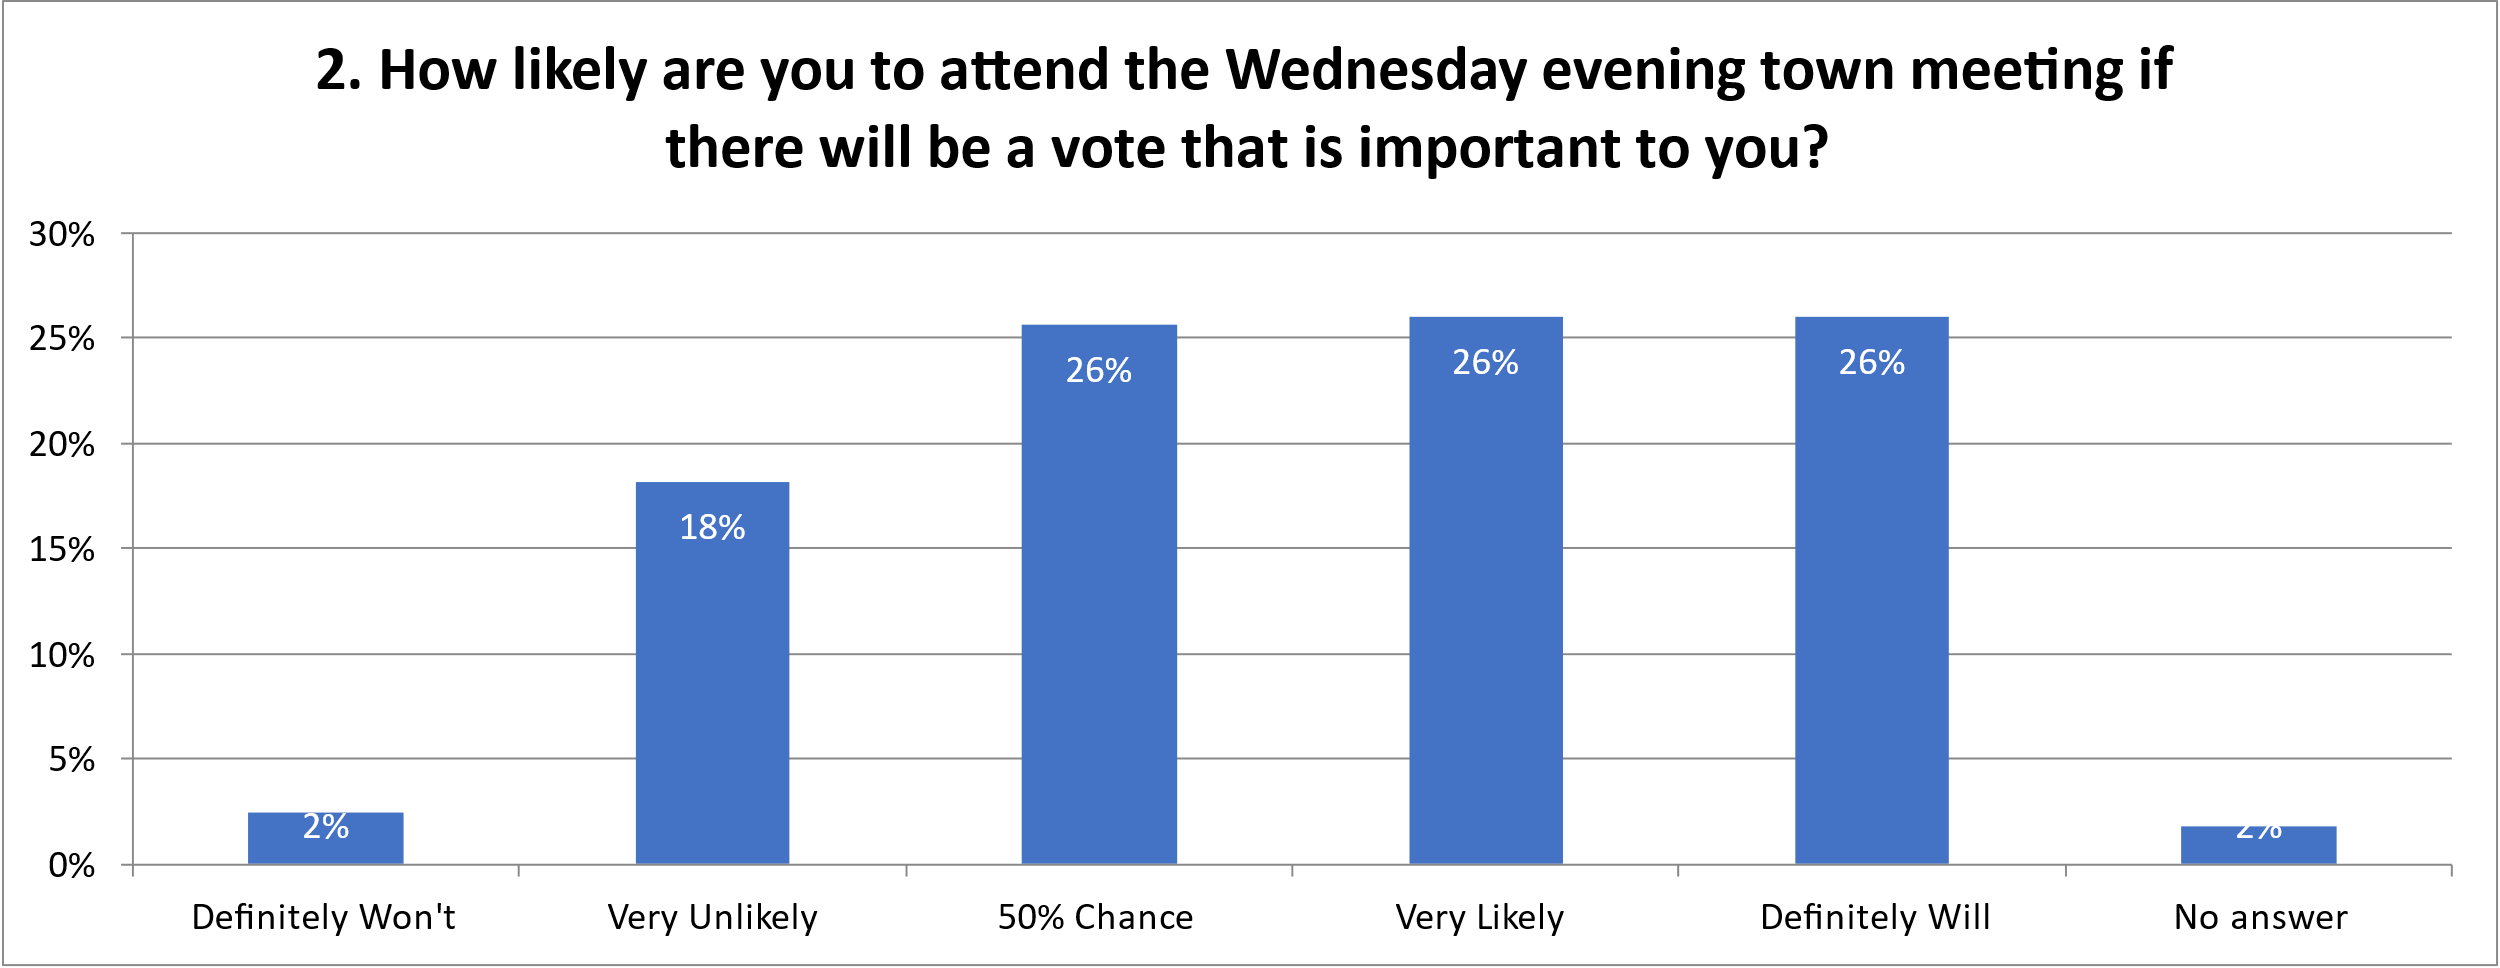 2. How likely are you to attend the Wednesday evening town meeting if
there will be a vote that is important to you?
30%
25%
20%
15%
10%
5%
0%
2%
18%
26%
26%
26%
2%
Definitely Won't
Very Unlikely
50% Chance
Very Likely
Definitely Will
No answer